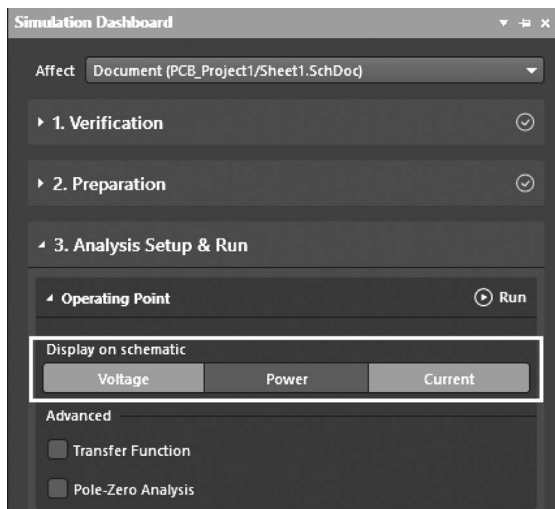 Simulation Dashboard
Affect Document (PCB_Project1/Sheet1.SchDoc)
1. Verification
2. Preparation
3. Analysis Setup & Run
Operating Point Run
Display on schematic
Voltage Power Current
Advanced
Transfer Function
Pole-Zero Analysis